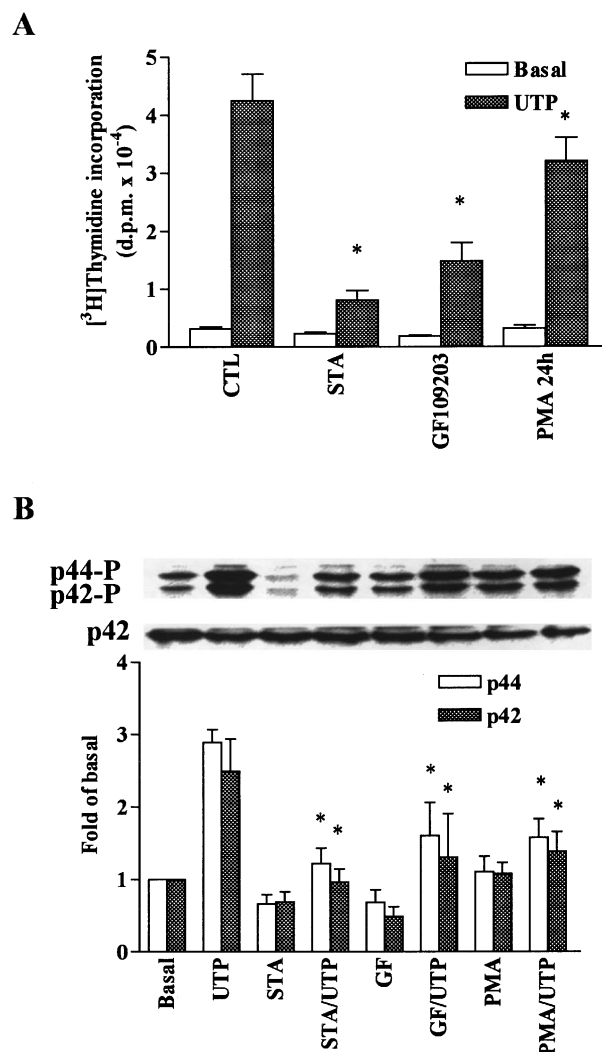 A
[³H]Thymidine incorporation
(d.p.m. x 10⁻⁴)
5
4
3
2
1
0
Basal
UTP
*
*
*
CTL
STA
GF109203
PMA 24h
B
p44-P
p42-P
p42
Fold of basal
4
3
2
1
0
p44
p42
* *
* *
* *
Basal
UTP
STA
STA/UTP
GF
GF/UTP
PMA
PMA/UTP